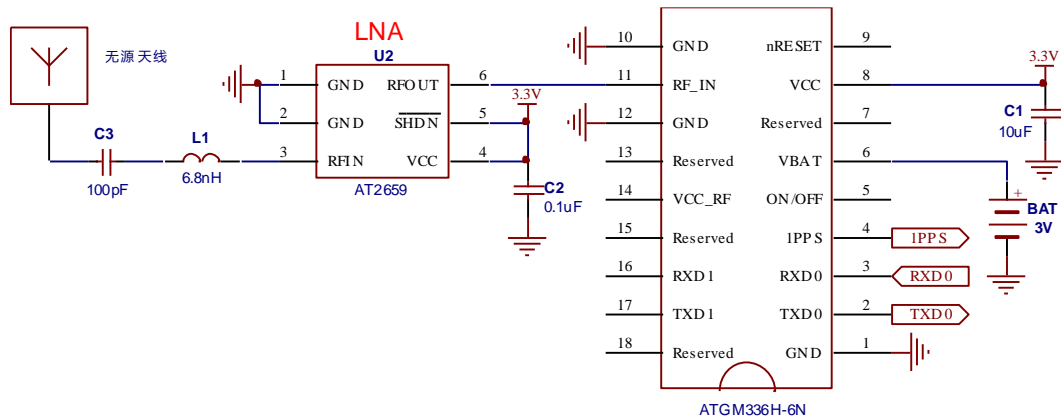 无源天线
C3
100pF
L1
6.8nH
LNA
U2
1 GND RFOUT 6
2 GND SHDN 5
3 RFIN VCC 4
AT2659
3.3V
C2
0.1uF
10 GND nRESET 9
11 RF_IN VCC 8
12 GND Reserved 7
13 Reserved VBAT 6
14 VCC_RF ON/OFF 5
15 Reserved 1PPS 4 1PPS
16 RXD1 RXD0 3 RXD0
17 TXD1 TXD0 2 TXD0
18 Reserved GND 1
ATGM336H-6N
3.3V
C1
10uF
+
BAT
3V